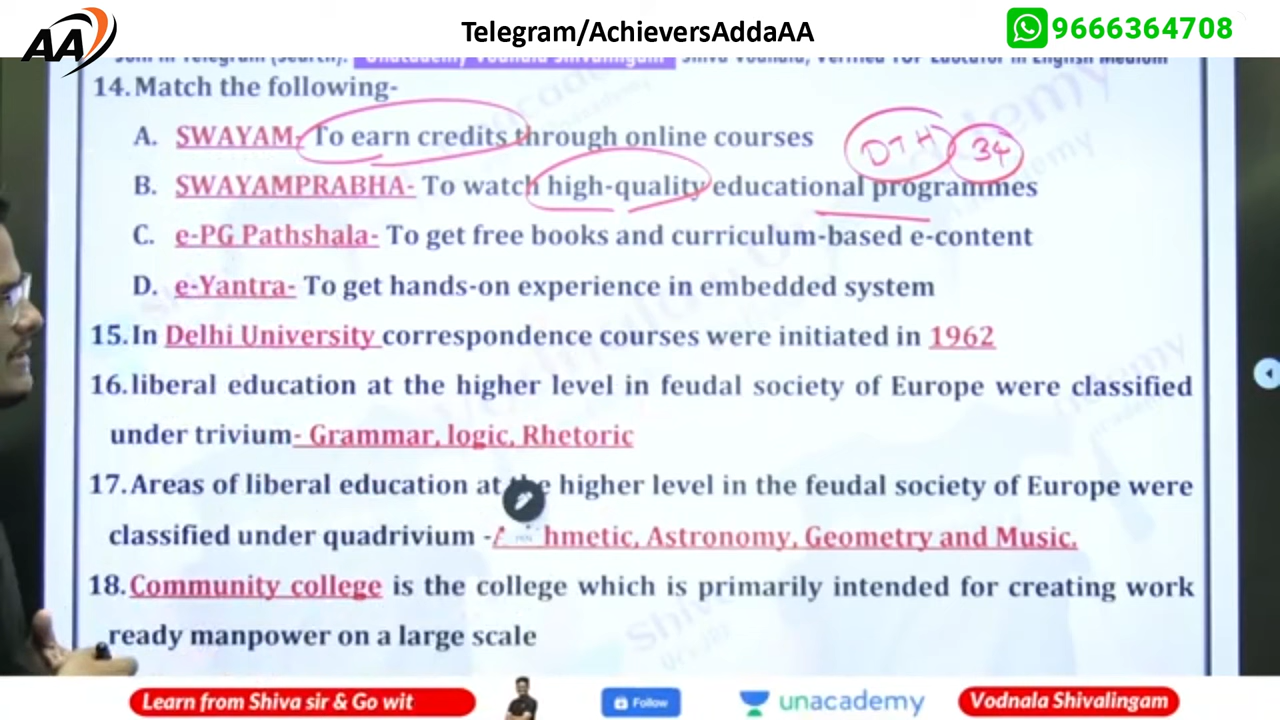 AA
Telegram/AchieversAddaAA
9666364708
Unacademy Vodnala Shivalingam
14.Match the following-
A. SWAYAM- To earn credits through online courses
DTH 34
B. SWAYAMPRABHA- To watch high-quality educational programmes
C. e-PG Pathshala- To get free books and curriculum-based e-content
D. e-Yantra- To get hands-on experience in embedded system
15.In Delhi University correspondence courses were initiated in 1962
16.liberal education at the higher level in feudal society of Europe were classified
under trivium- Grammar, logic, Rhetoric
17.Areas of liberal education at the higher level in the feudal society of Europe were
classified under quadrivium - hmetic, Astronomy, Geometry and Music.
18.Community college is the college which is primarily intended for creating work
ready manpower on a large scale
Learn from Shiva sir & Go wit
Follow
unacademy
Vodnala Shivalingam